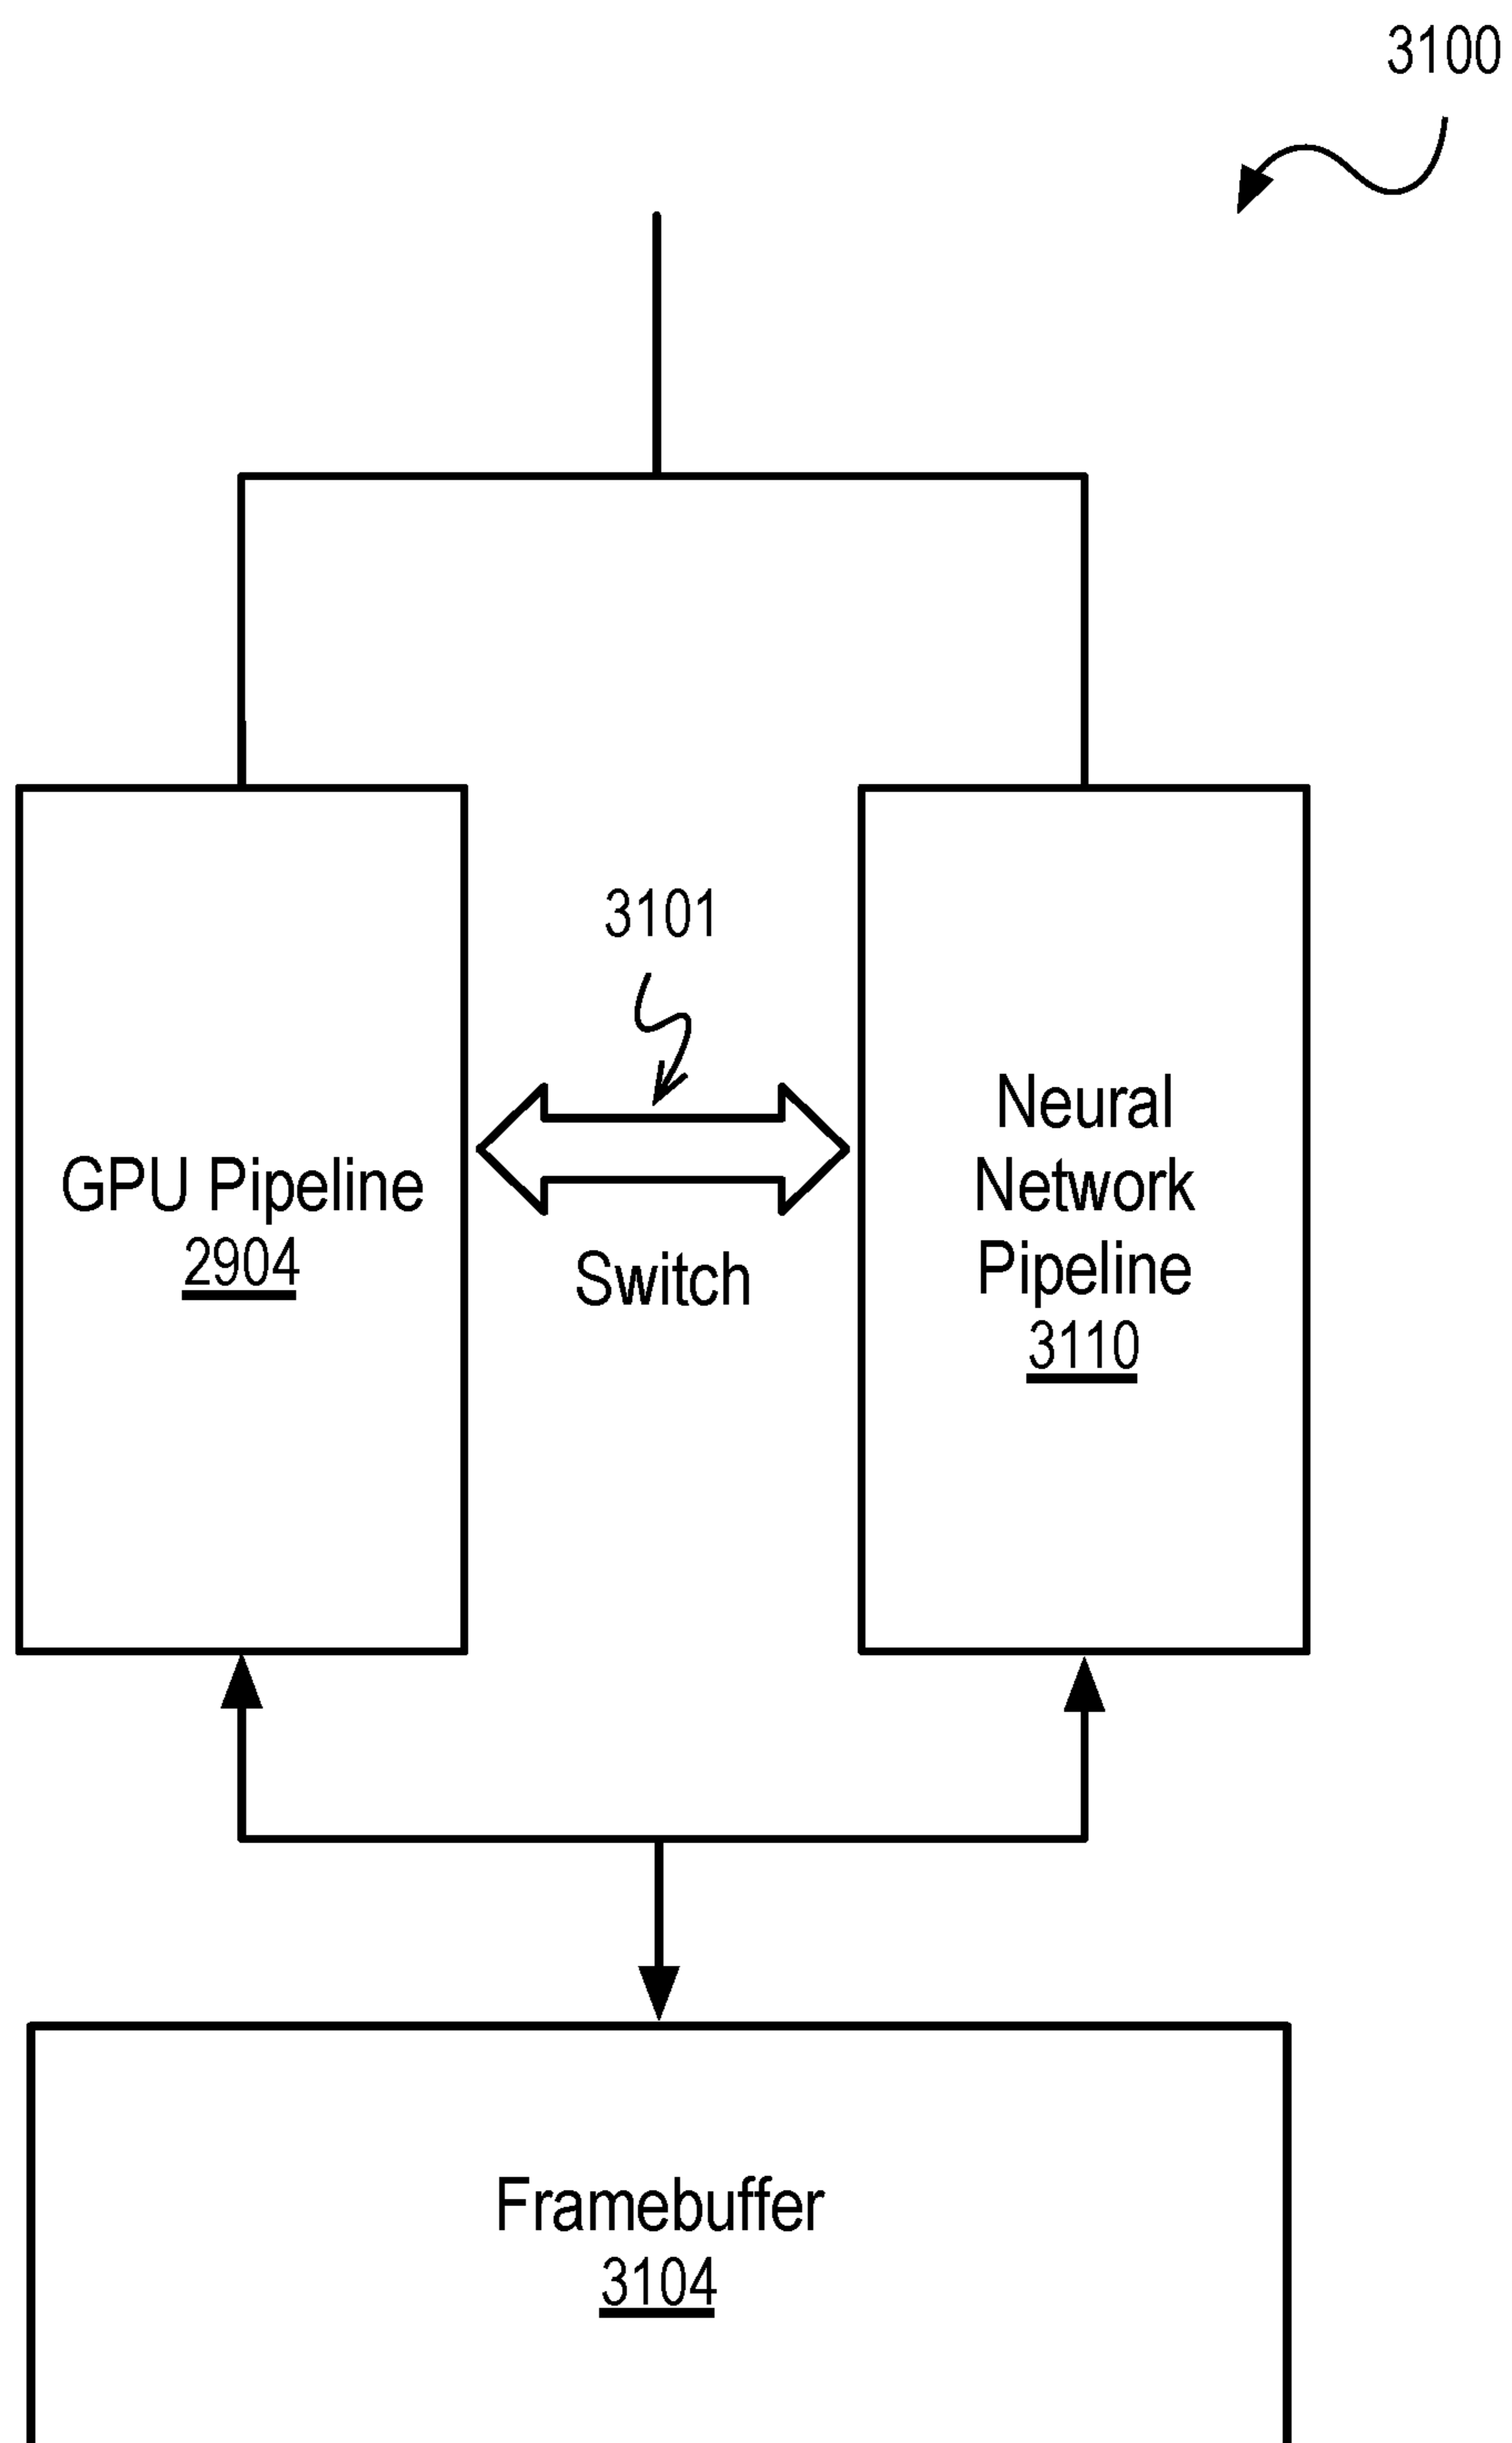 3100
3101
GPU Pipeline
2904
Switch
Neural
Network
Pipeline
3110
Framebuffer
3104